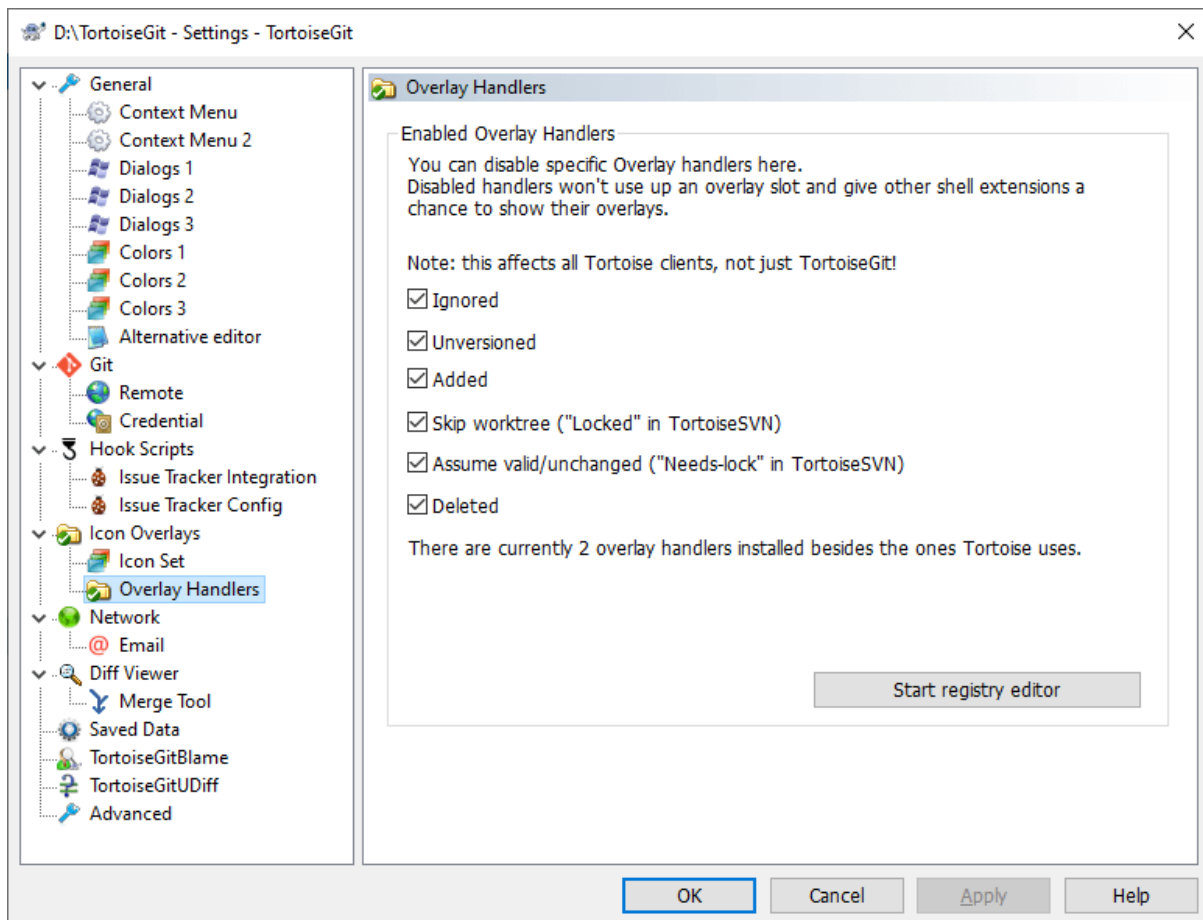 D:\TortoiseGit - Settings - TortoiseGit
General
Context Menu
Context Menu 2
Dialogs 1
Dialogs 2
Dialogs 3
Colors 1
Colors 2
Colors 3
Alternative editor
Git
Remote
Credential
Hook Scripts
Issue Tracker Integration
Issue Tracker Config
Icon Overlays
Icon Set
Overlay Handlers
Network
Email
Diff Viewer
Merge Tool
Saved Data
TortoiseGitBlame
TortoiseGitUDiff
Advanced
Overlay Handlers
Enabled Overlay Handlers
You can disable specific Overlay handlers here.
Disabled handlers won't use up an overlay slot and give other shell extensions a
chance to show their overlays.
Note: this affects all Tortoise clients, not just TortoiseGit!
Ignored
Unversioned
Added
Skip worktree ("Locked" in TortoiseSVN)
Assume valid/unchanged ("Needs-lock" in TortoiseSVN)
Deleted
There are currently 2 overlay handlers installed besides the ones Tortoise uses.
Start registry editor
OK
Cancel
Apply
Help